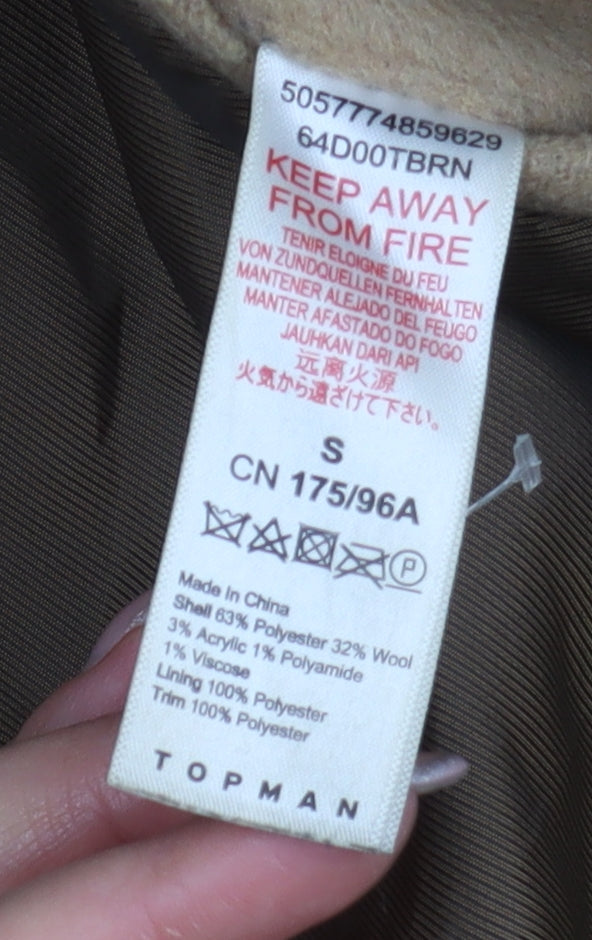 5057774859629
64D00TBRN
KEEP AWAY
FROM FIRE
TENIR ELOIGNE DU FEU
VON ZUNDQUELLEN FERNHALTEN
MANTENER ALEJADO DEL FEUGO
MANTER AFASTADO DO FOGO
JAUHKAN DARI API
远离火源
火気から遠ざけて下さい。
S
CN 175/96A
P
Made In China
Shell 63% Polyester 32% Wool
3% Acrylic 1% Polyamide
1% Viscose
Lining 100% Polyester
Trim 100% Polyester
TOPMAN